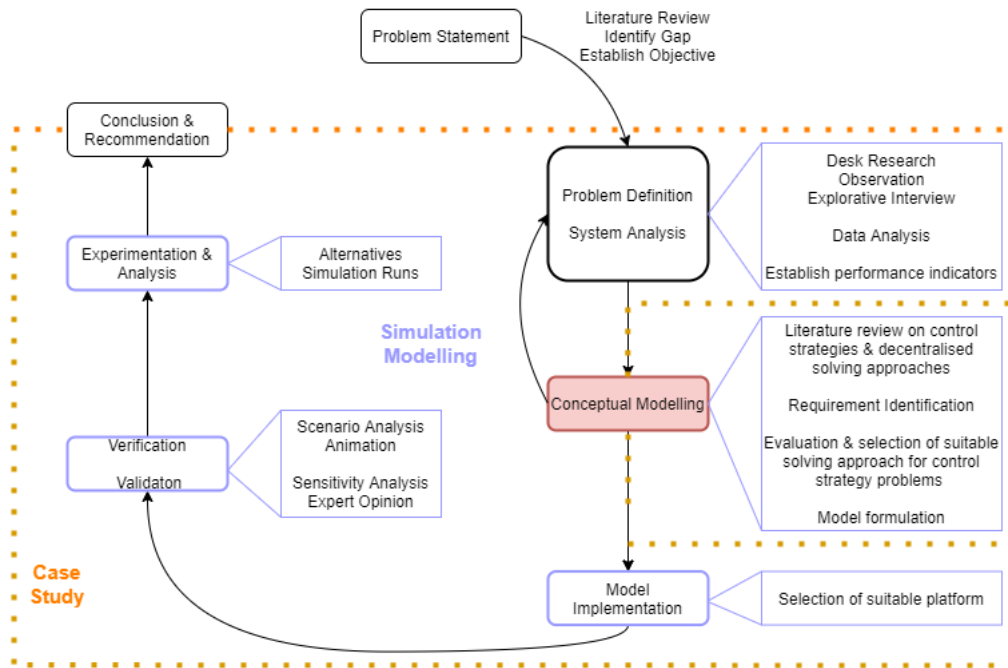 Problem Statement
Literature Review
Identify Gap
Establish Objective
Conclusion &
Recommendation
Problem Definition
System Analysis
Desk Research
Observation
Explorative Interview
Data Analysis
Establish performance indicators
Experimentation &
Analysis
Alternatives
Simulation Runs
Simulation
Modelling
Conceptual Modelling
Literature review on control
strategies & decentralised
solving approaches
Requirement Identification
Evaluation & selection of suitable
solving approach for control
strategy problems
Model formulation
Verification
Validaton
Scenario Analysis
Animation
Sensitivity Analysis
Expert Opinion
Case
Study
Model
Implementation
Selection of suitable platform